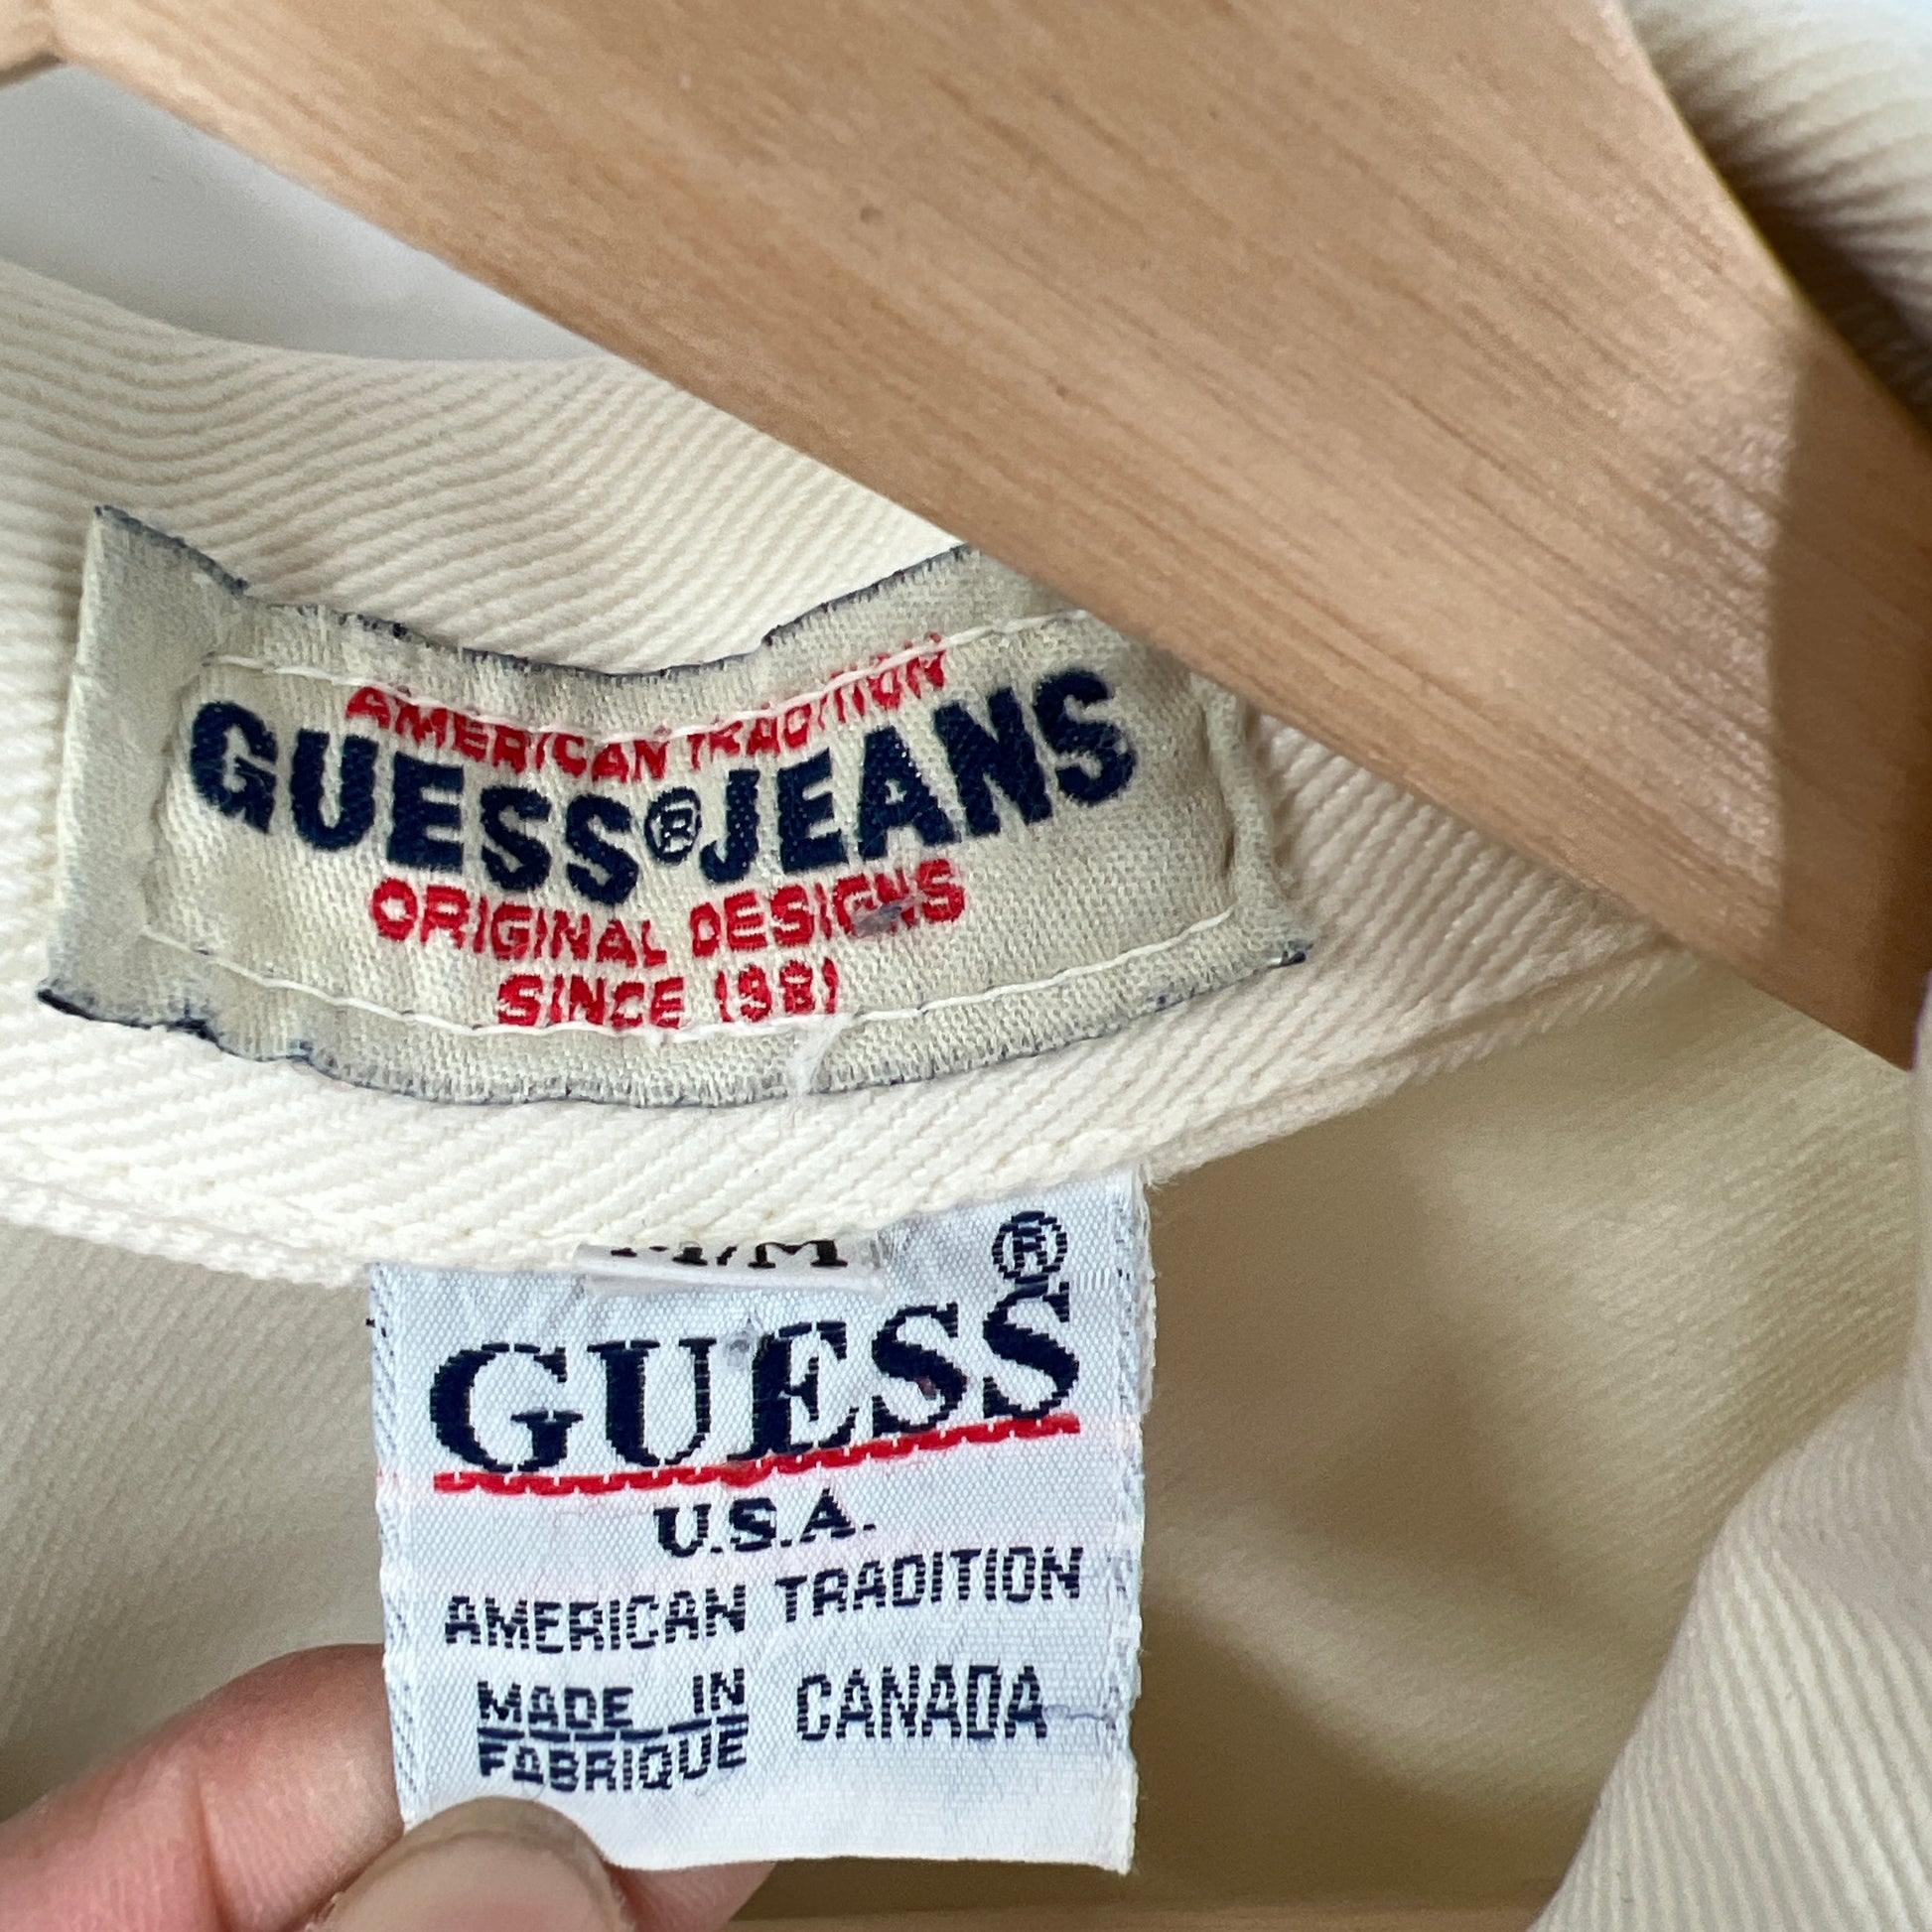 AMERICAN TRADITION
GUESS®JEANS
ORIGINAL DESIGNS
SINCE 1981
M/M
®
GUESS
U.S.A.
AMERICAN TRADITION
MADE IN CANADA
FABRIQUE